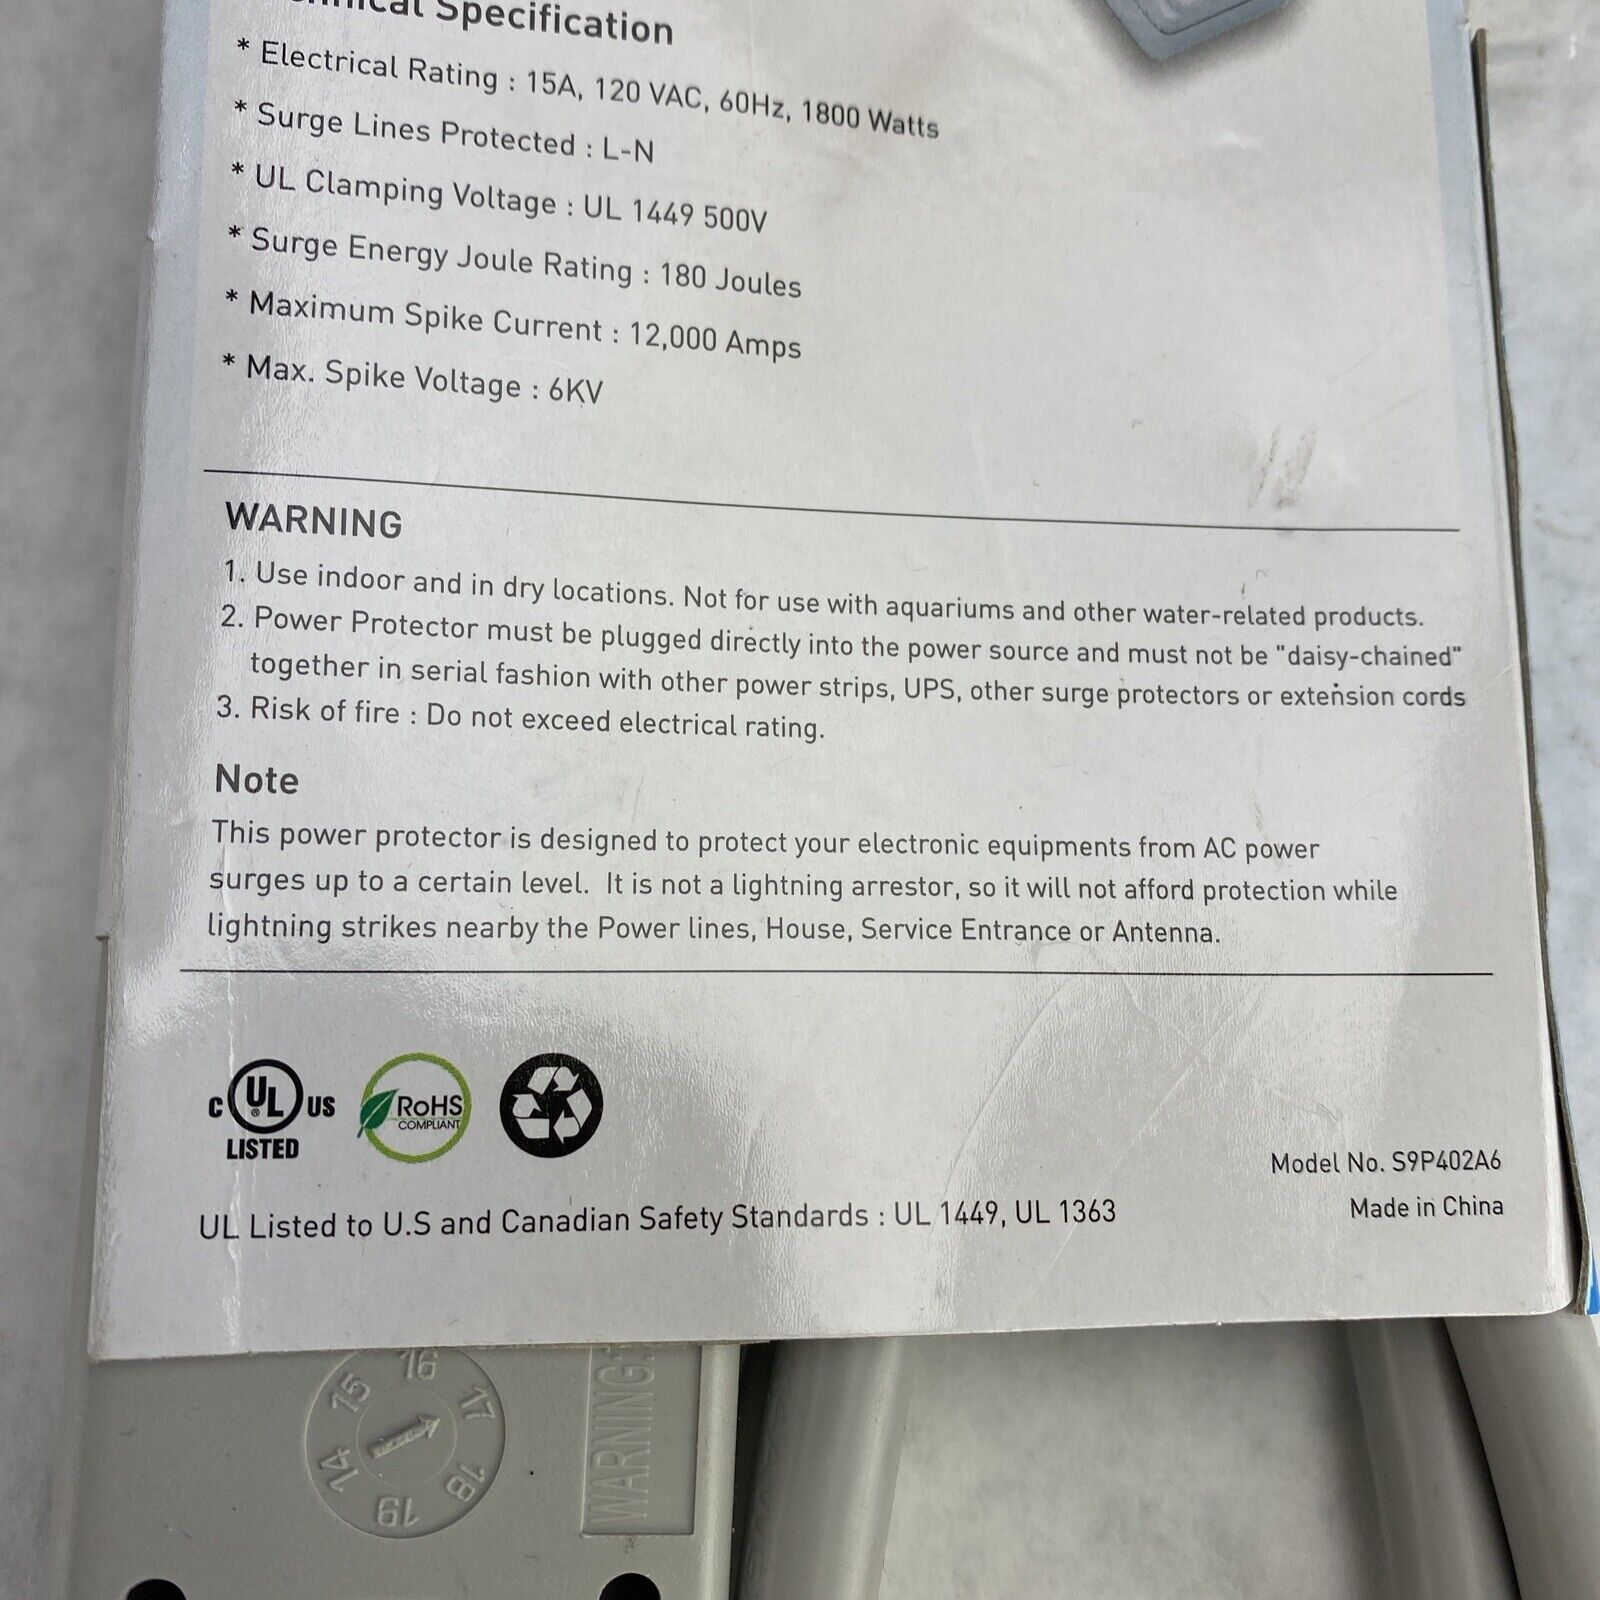 Technical Specification
* Electrical Rating : 15A, 120 VAC, 60Hz, 1800 Watts
* Surge Lines Protected : L-N
* UL Clamping Voltage : UL 1449 500V
* Surge Energy Joule Rating : 180 Joules
* Maximum Spike Current : 12,000 Amps
* Max. Spike Voltage : 6KV
WARNING
1. Use indoor and in dry locations. Not for use with aquariums and other water-related products.
2. Power Protector must be plugged directly into the power source and must not be "daisy-chained"
together in serial fashion with other power strips, UPS, other surge protectors or extension cords
3. Risk of fire : Do not exceed electrical rating.
Note
This power protector is designed to protect your electronic equipments from AC power
surges up to a certain level. It is not a lightning arrestor, so it will not afford protection while
lightning strikes nearby the Power lines, House, Service Entrance or Antenna.
C UL ® US
LISTED
RoHS
COMPLIANT
Model No. S9P402A6
Made in China
UL Listed to U.S and Canadian Safety Standards : UL 1449, UL 1363
14 15 16 17 18 19
WARNING: